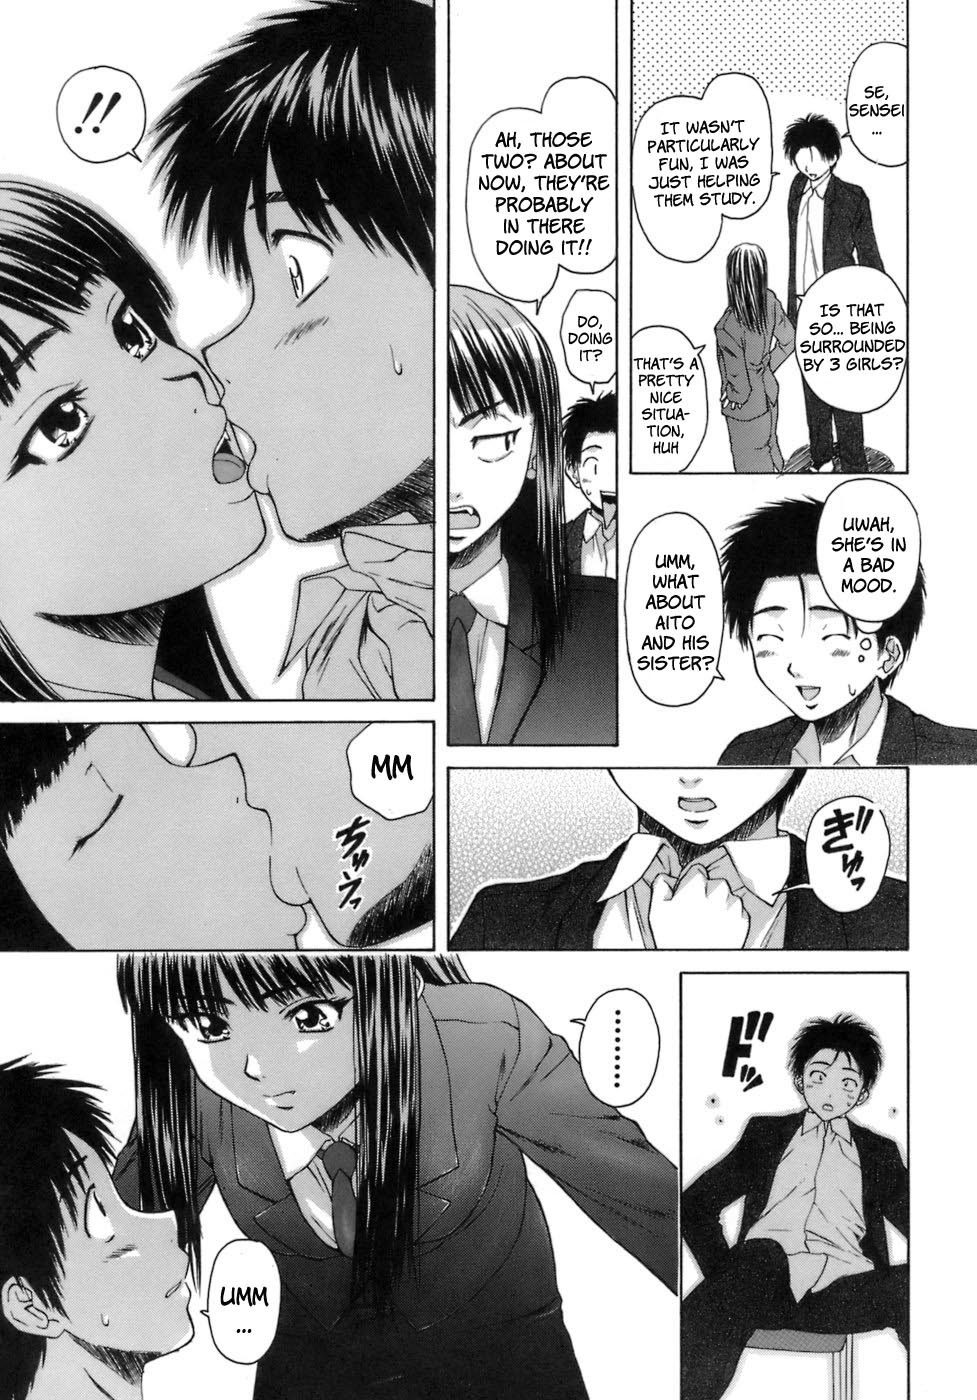 SE,
SENSEI
...
IT WASN'T
PARTICULARLY
FUN, I WAS
JUST HELPING
THEM STUDY.
IS THAT
SO... BEING
SURROUNDED
BY 3 GIRLS?
THAT'S A
PRETTY
NICE
SITUA-
TION,
HUH
UWAH,
SHE'S IN
A BAD
MOOD.
UMM,
WHAT
ABOUT
AITO
AND HIS
SISTER?
AH, THOSE
TWO? ABOUT
NOW, THEY'RE
PROBABLY
IN THERE
DOING IT!!
DO,
DOING
IT?
ぎゅっ
!!
MM
ちゅっ
ドッ
.........
UMM
...